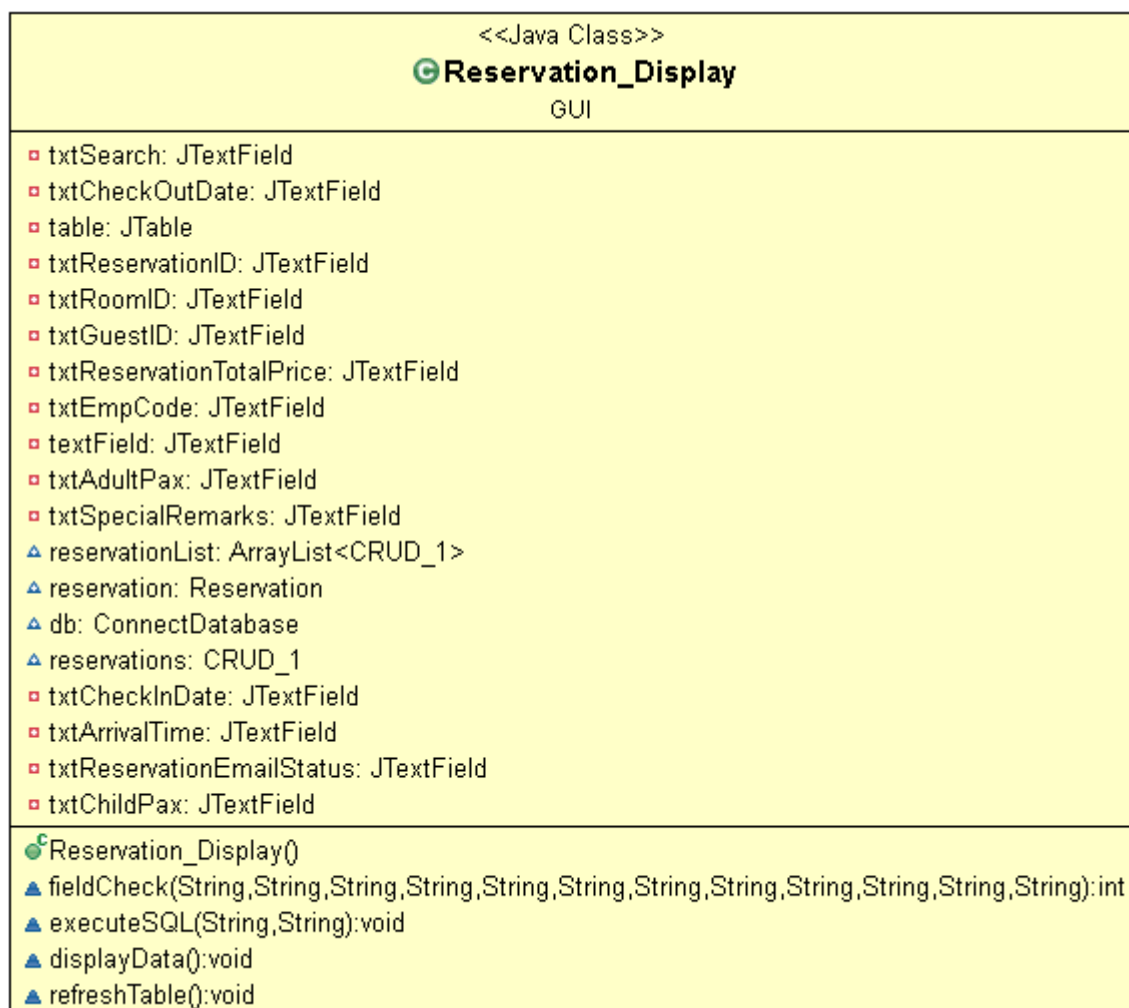 <<Java Class>>
Reservation_Display
GUI
txtSearch: JTextField
txtCheckOutDate: JTextField
table: JTable
txtReservationID: JTextField
txtRoomID: JTextField
txtGuestID: JTextField
txtReservationTotalPrice: JTextField
txtEmpCode: JTextField
textField: JTextField
txtAdultPax: JTextField
txtSpecialRemarks: JTextField
reservationList: ArrayList<CRUD_1>
reservation: Reservation
db: ConnectDatabase
reservations: CRUD_1
txtCheckInDate: JTextField
txtArrivalTime: JTextField
txtReservationEmailStatus: JTextField
txtChildPax: JTextField
Reservation_Display()
fieldCheck(String,String,String,String,String,String,String,String,String,String,String,String):int
executeSQL(String,String):void
displayData():void
refreshTable():void